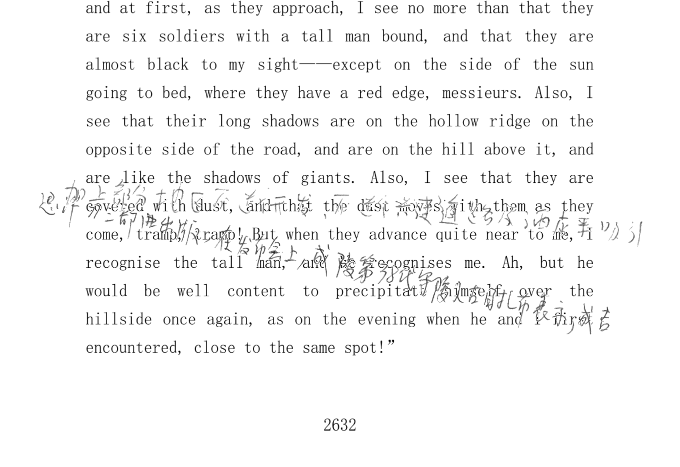 and at first, as they approach, I see no more than that they
are six soldiers with a tall man bound, and that they are
almost black to my sight——except on the side of the sun
going to bed, where they have a red edge, messieurs. Also, I
see that their long shadows are on the hollow ridge on the
opposite side of the road, and are on the hill above it, and
are like the shadows of giants. Also, I see that they are
covered with dust, and that the dust moves with them as they
come, tramp, tramp! But when they advance quite near to me, I
recognise the tall man, and he recognises me. Ah, but he
would be well content to precipitate himself over the
hillside once again, as on the evening when he and I first
encountered, close to the same spot!”
2632